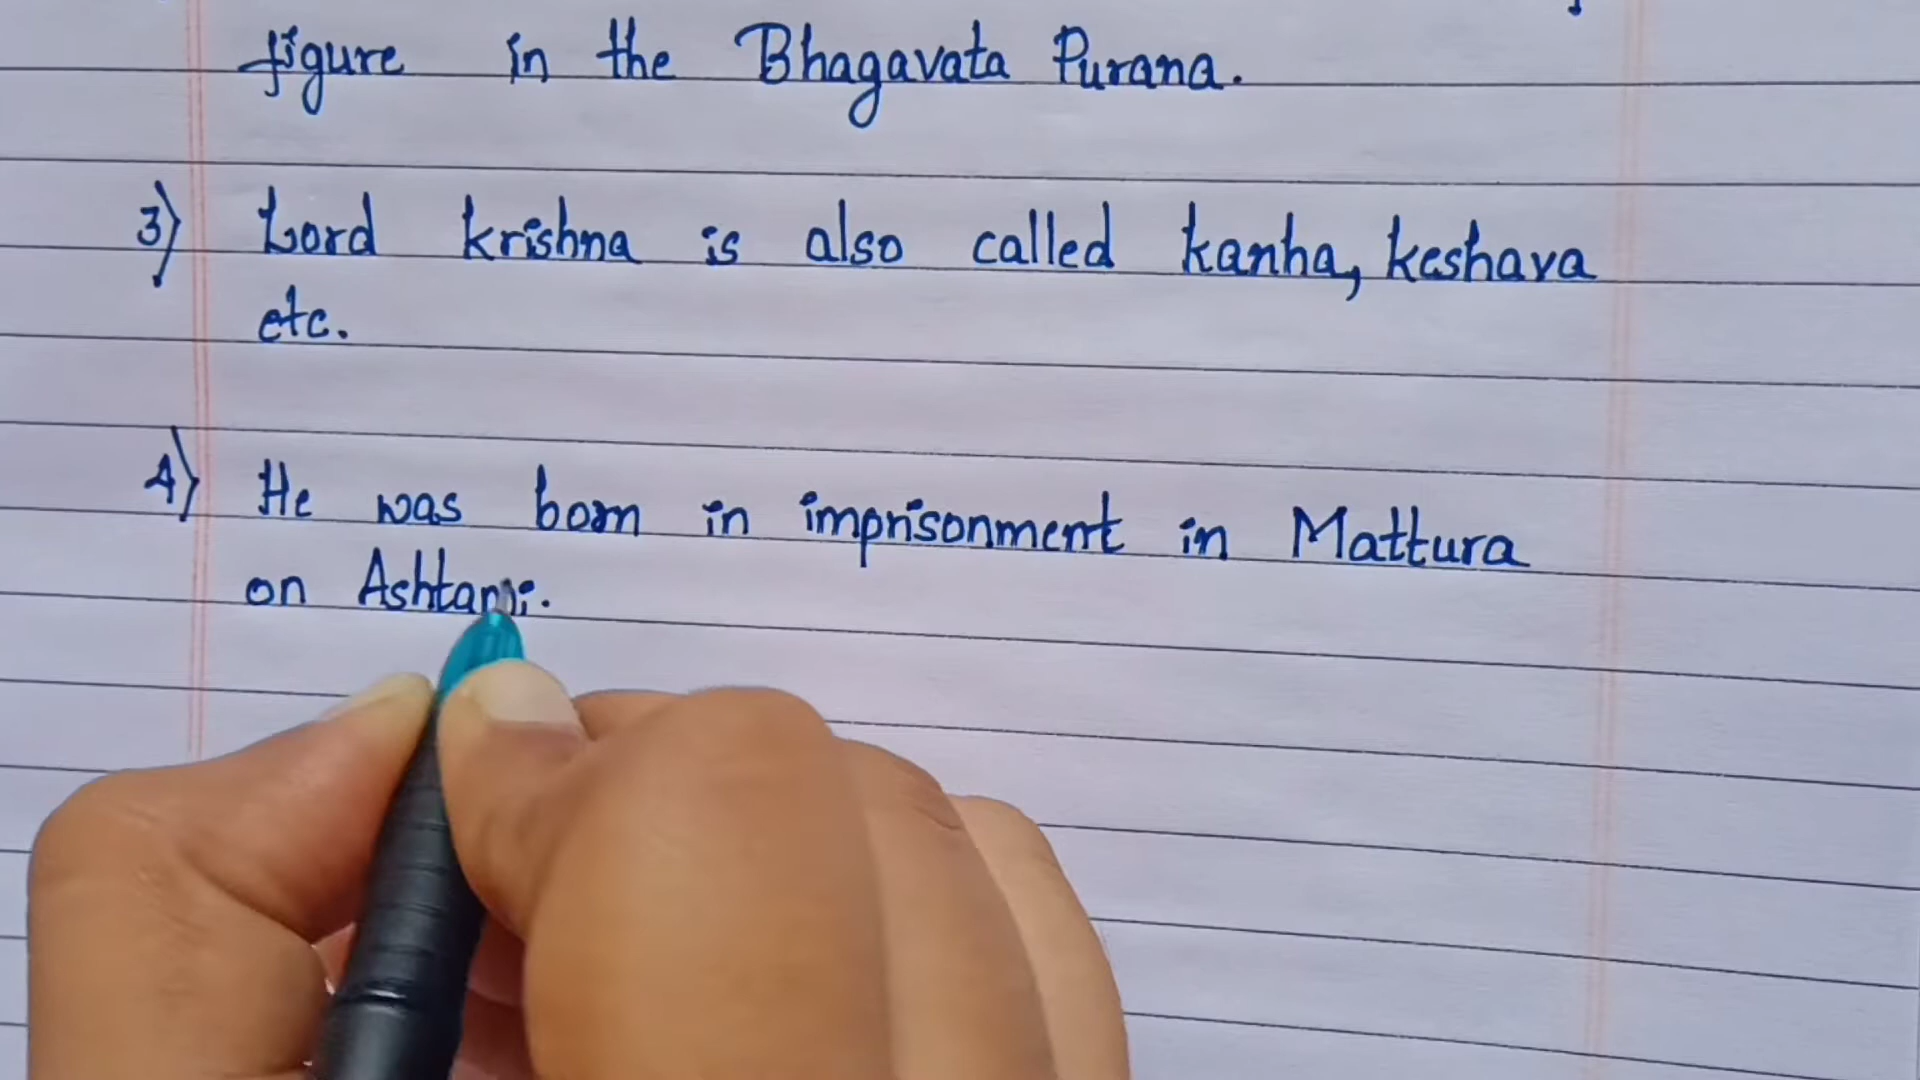 figure in the Bhagavata Purana.
3) Lord krishna is also called kanha, keshava
etc.
4) He was born in imprisonment in Mattura
on Ashtami.